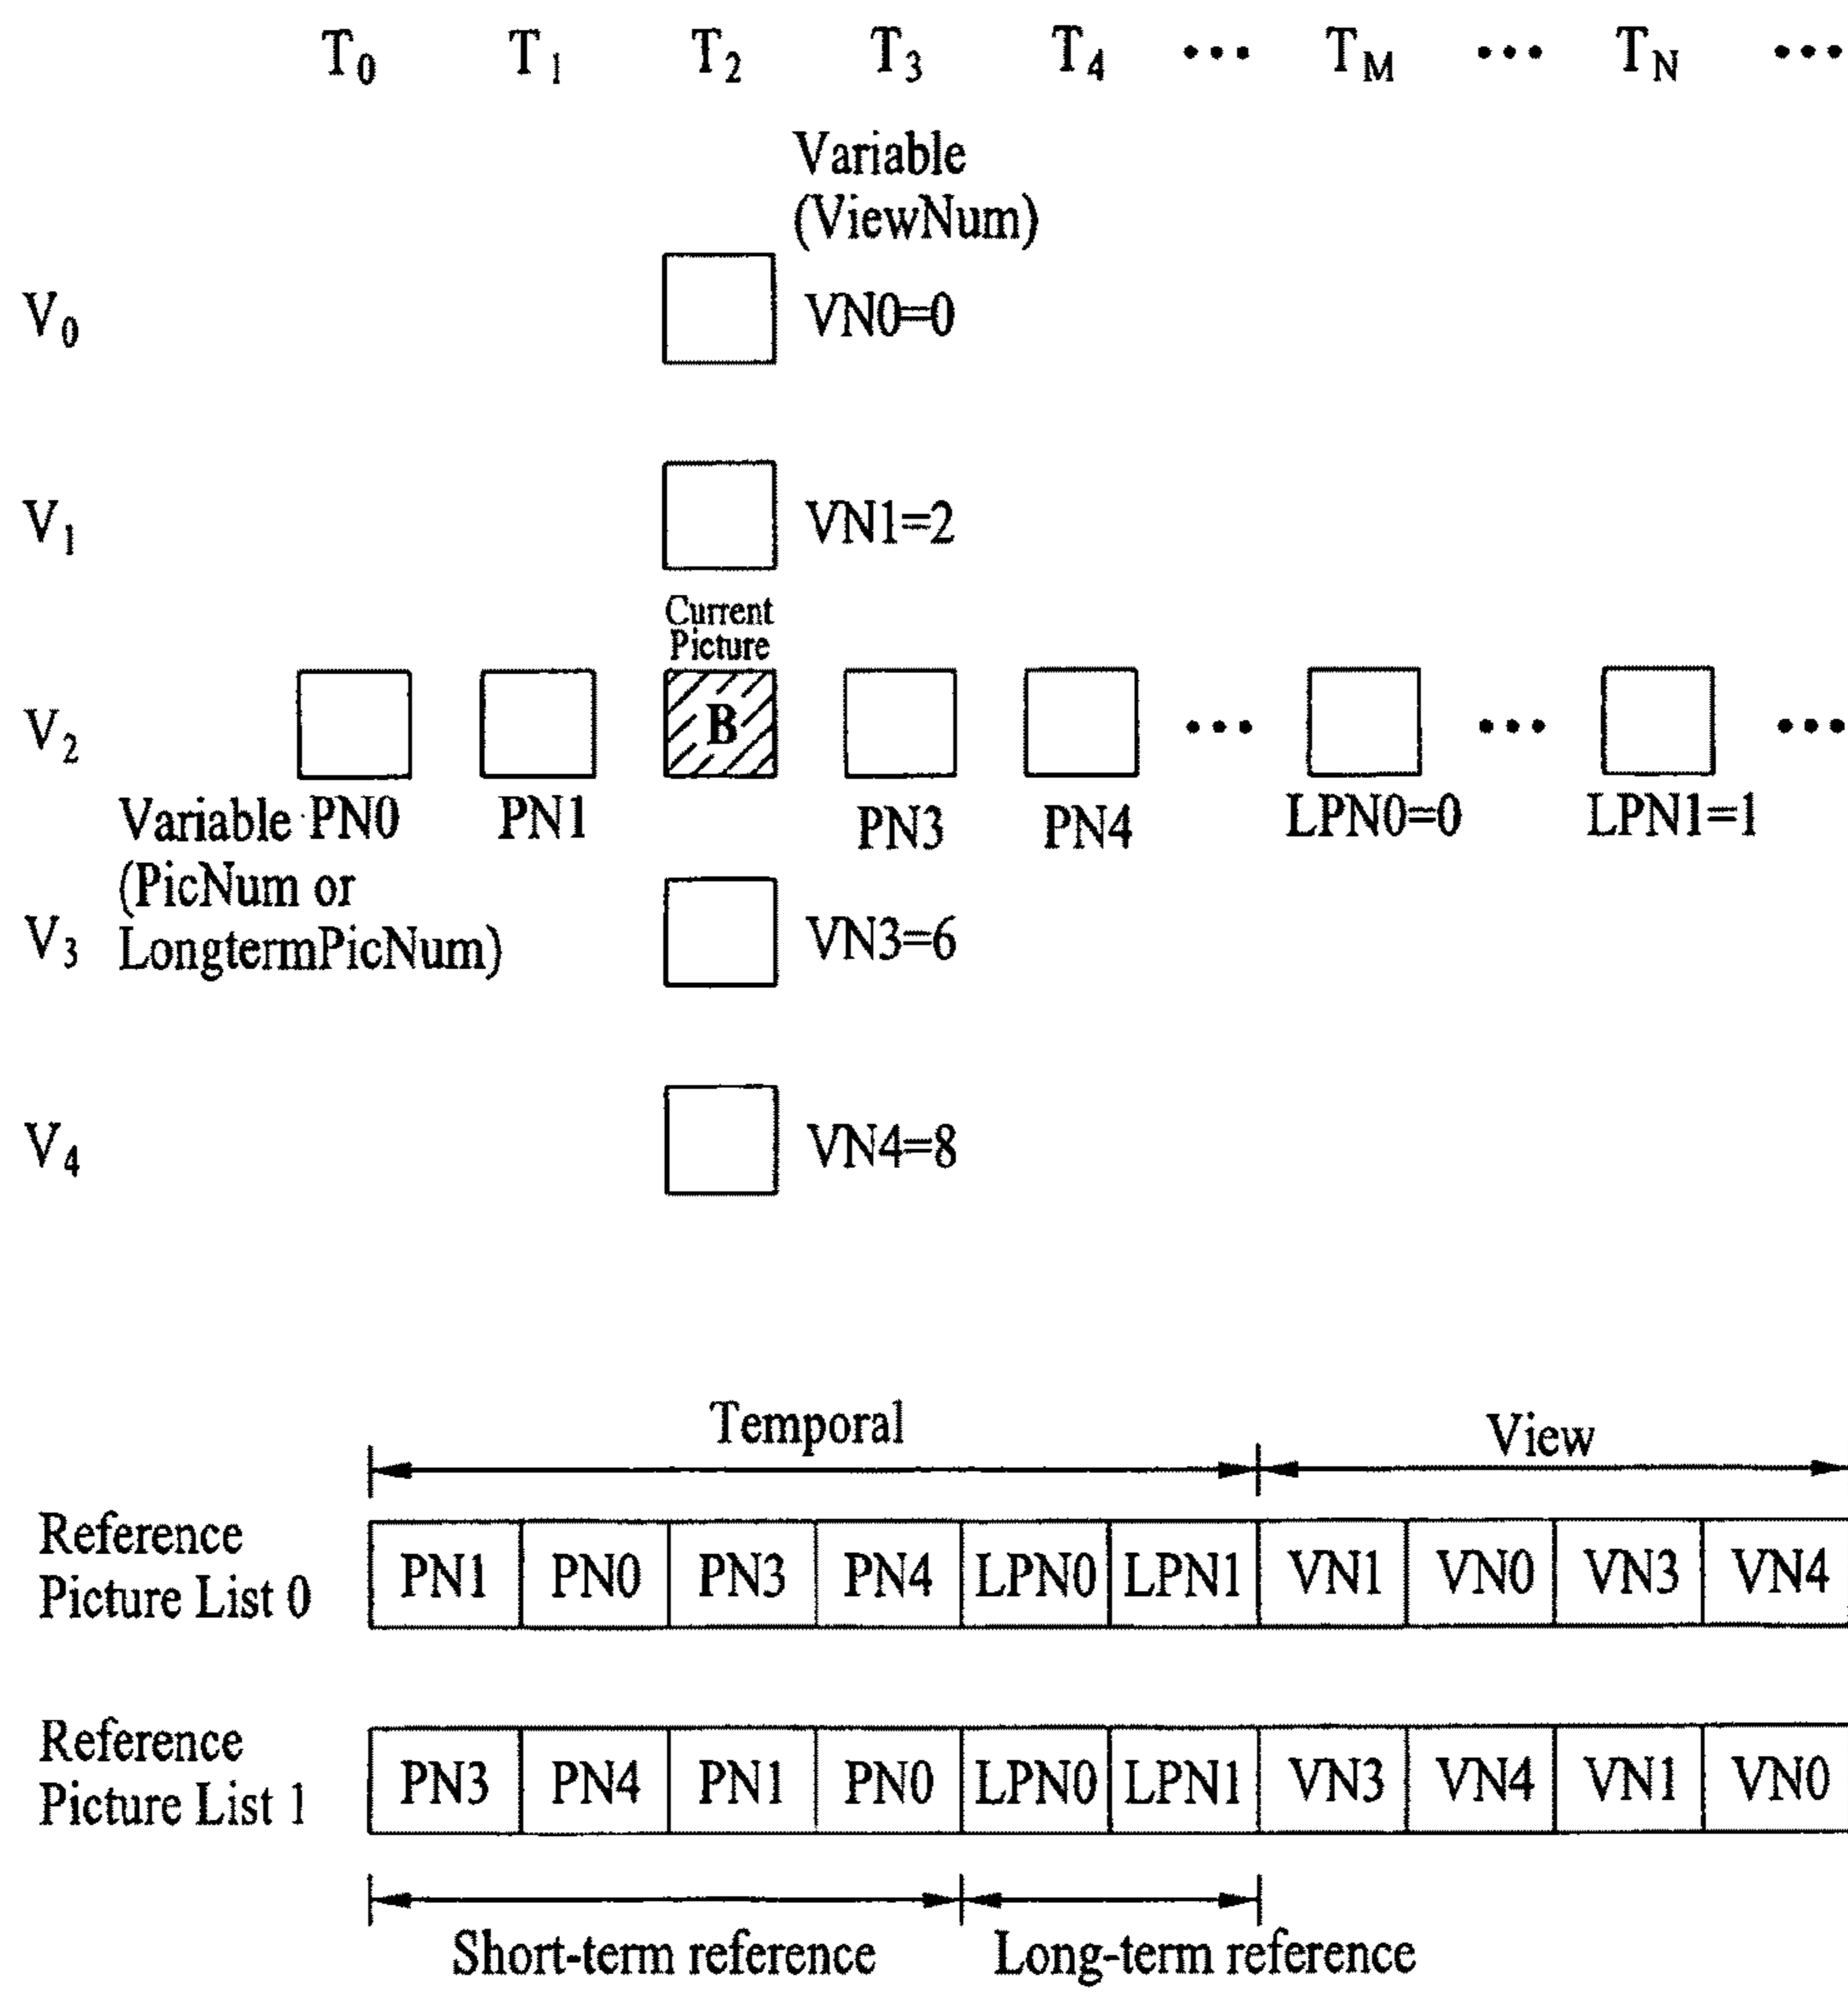 T0 T1 T2 T3 T4 ... TM ... TN ...
Variable
(ViewNum)
V0 VN0=0
V1 VN1=2
Current
Picture
V2 B ... ... ...
Variable PN0 PN1 PN3 PN4 LPN0=0 LPN1=1
(PicNum or
V3 LongtermPicNum) VN3=6
V4 VN4=8
Temporal View
Reference
Picture List 0 PN1 PN0 PN3 PN4 LPN0 LPN1 VN1 VN0 VN3 VN4
Reference
Picture List 1 PN3 PN4 PN1 PN0 LPN0 LPN1 VN3 VN4 VN1 VN0
Short-term reference Long-term reference